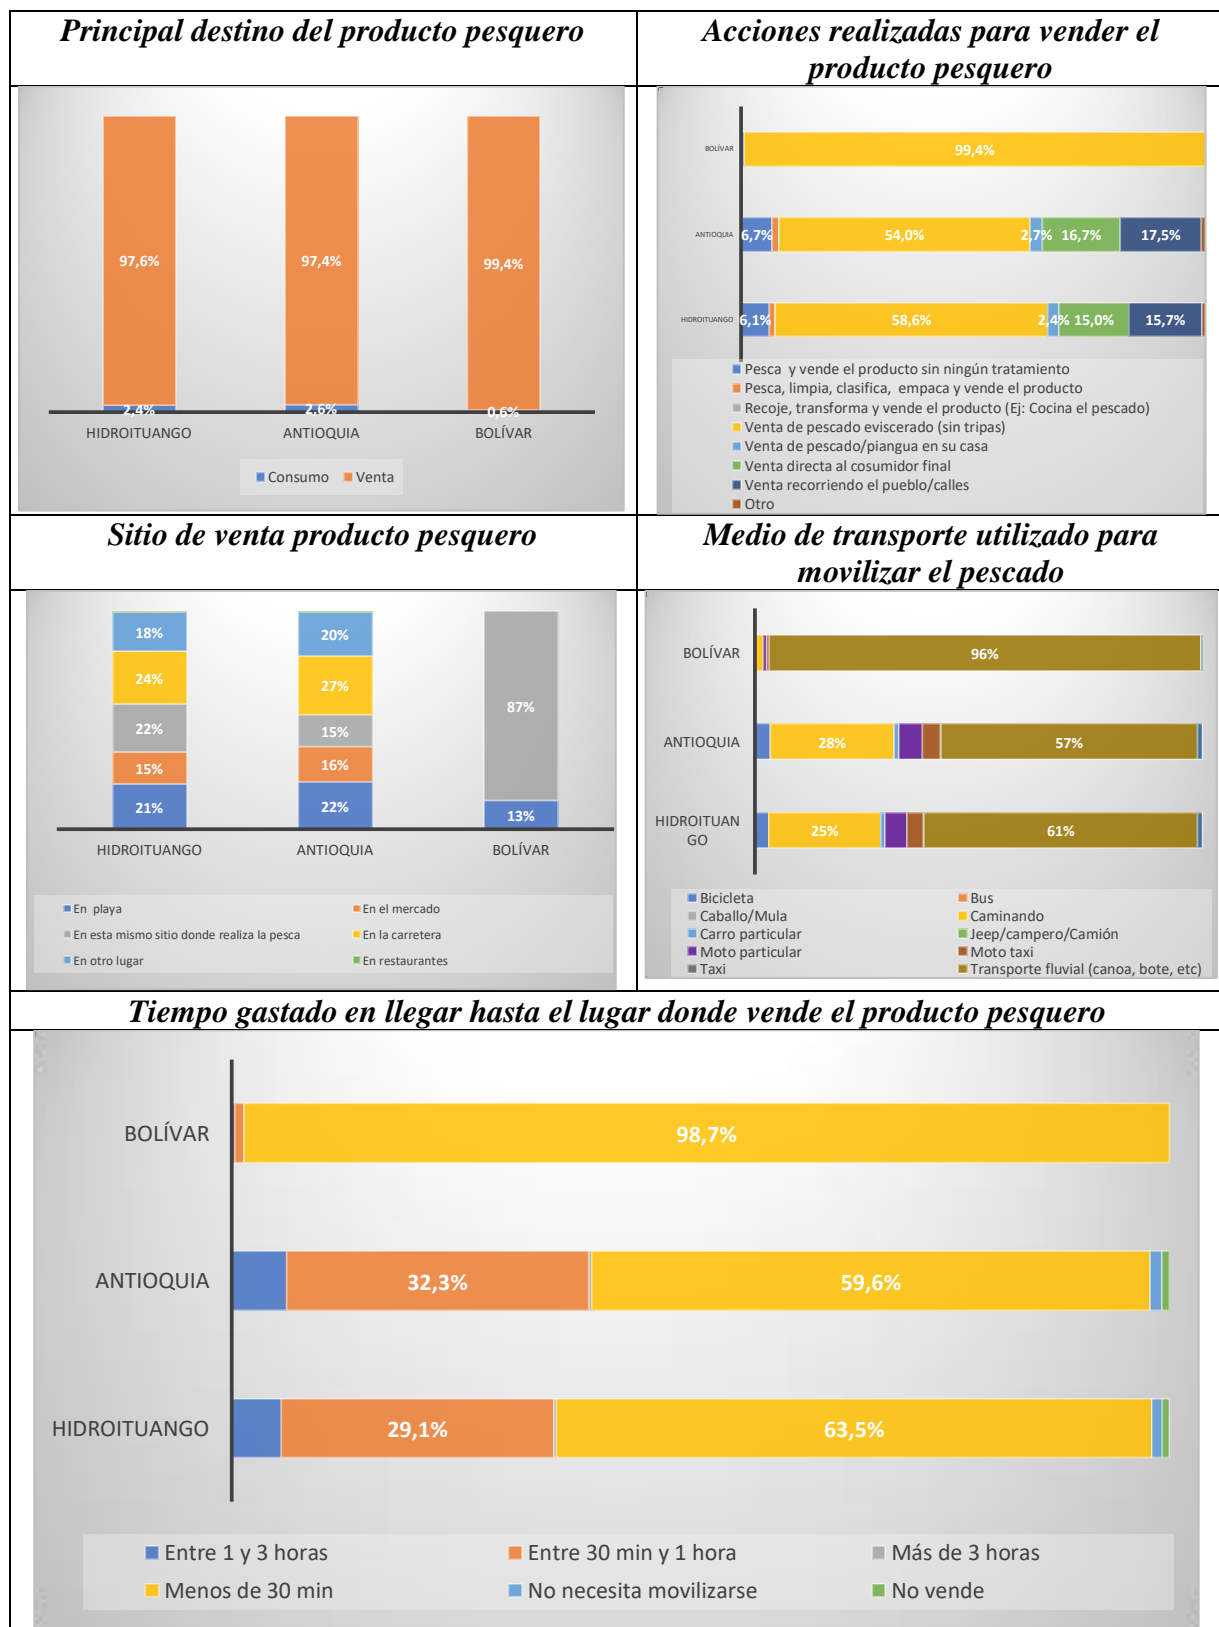 Principal destino del producto pesquero
97,6%
97,4%
99,4%
2,4%
2,6%
0,6%
HIDROITUANGO
ANTIOQUIA
BOLÍVAR
Consumo
Venta
Acciones realizadas para vender el
producto pesquero
BOLÍVAR
99,4%
ANTIOQUIA
6,7%
54,0%
2,7%
16,7%
17,5%
HIDROITUANGO
6,1%
58,6%
2,4%
15,0%
15,7%
Pesca y vende el producto sin ningún tratamiento
Pesca, limpia, clasifica, empaca y vende el producto
Recoje, transforma y vende el producto (Ej: Cocina el pescado)
Venta de pescado eviscerado (sin tripas)
Venta de pescado/piangua en su casa
Venta directa al cosumidor final
Venta recorriendo el pueblo/calles
Otro
Sitio de venta producto pesquero
18%
20%
24%
27%
87%
22%
15%
15%
16%
21%
22%
13%
HIDROITUANGO
ANTIOQUIA
BOLÍVAR
En playa
En el mercado
En esta mismo sitio donde realiza la pesca
En la carretera
En otro lugar
En restaurantes
Medio de transporte utilizado para
movilizar el pescado
BOLÍVAR
96%
ANTIOQUIA
28%
57%
HIDROITUAN
GO
25%
61%
Bicicleta
Bus
Caballo/Mula
Caminando
Carro particular
Jeep/campero/Camión
Moto particular
Moto taxi
Taxi
Transporte fluvial (canoa, bote, etc)
Tiempo gastado en llegar hasta el lugar donde vende el producto pesquero
BOLÍVAR
98,7%
ANTIOQUIA
32,3%
59,6%
HIDROITUANGO
29,1%
63,5%
Entre 1 y 3 horas
Entre 30 min y 1 hora
Más de 3 horas
Menos de 30 min
No necesita movilizarse
No vende